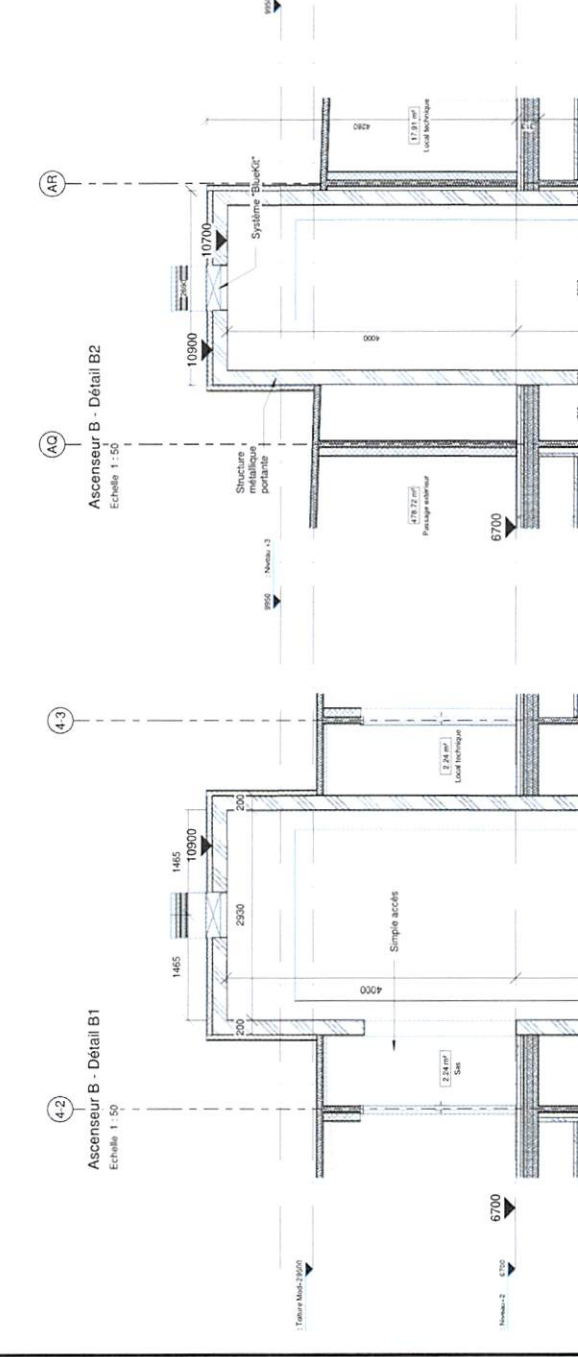 Ascenseur B - Détail B1
Echelle 1 : 50
4-2
4-3
1465
1465
10900
200
2930
200
4000
Simple accès
2.24 m²
Sas
2.24 m²
Local technique
6700
Niveau+2
6700
9950
: Niveau +3
Ascenseur B - Détail B2
Echelle 1 : 50
AQ
AR
10900
10700
Système "BlueKit"
Structure
métallique
portante
4000
4280
478.72 m²
Passage extérieur
17.91 m²
Local technique
6700
9950